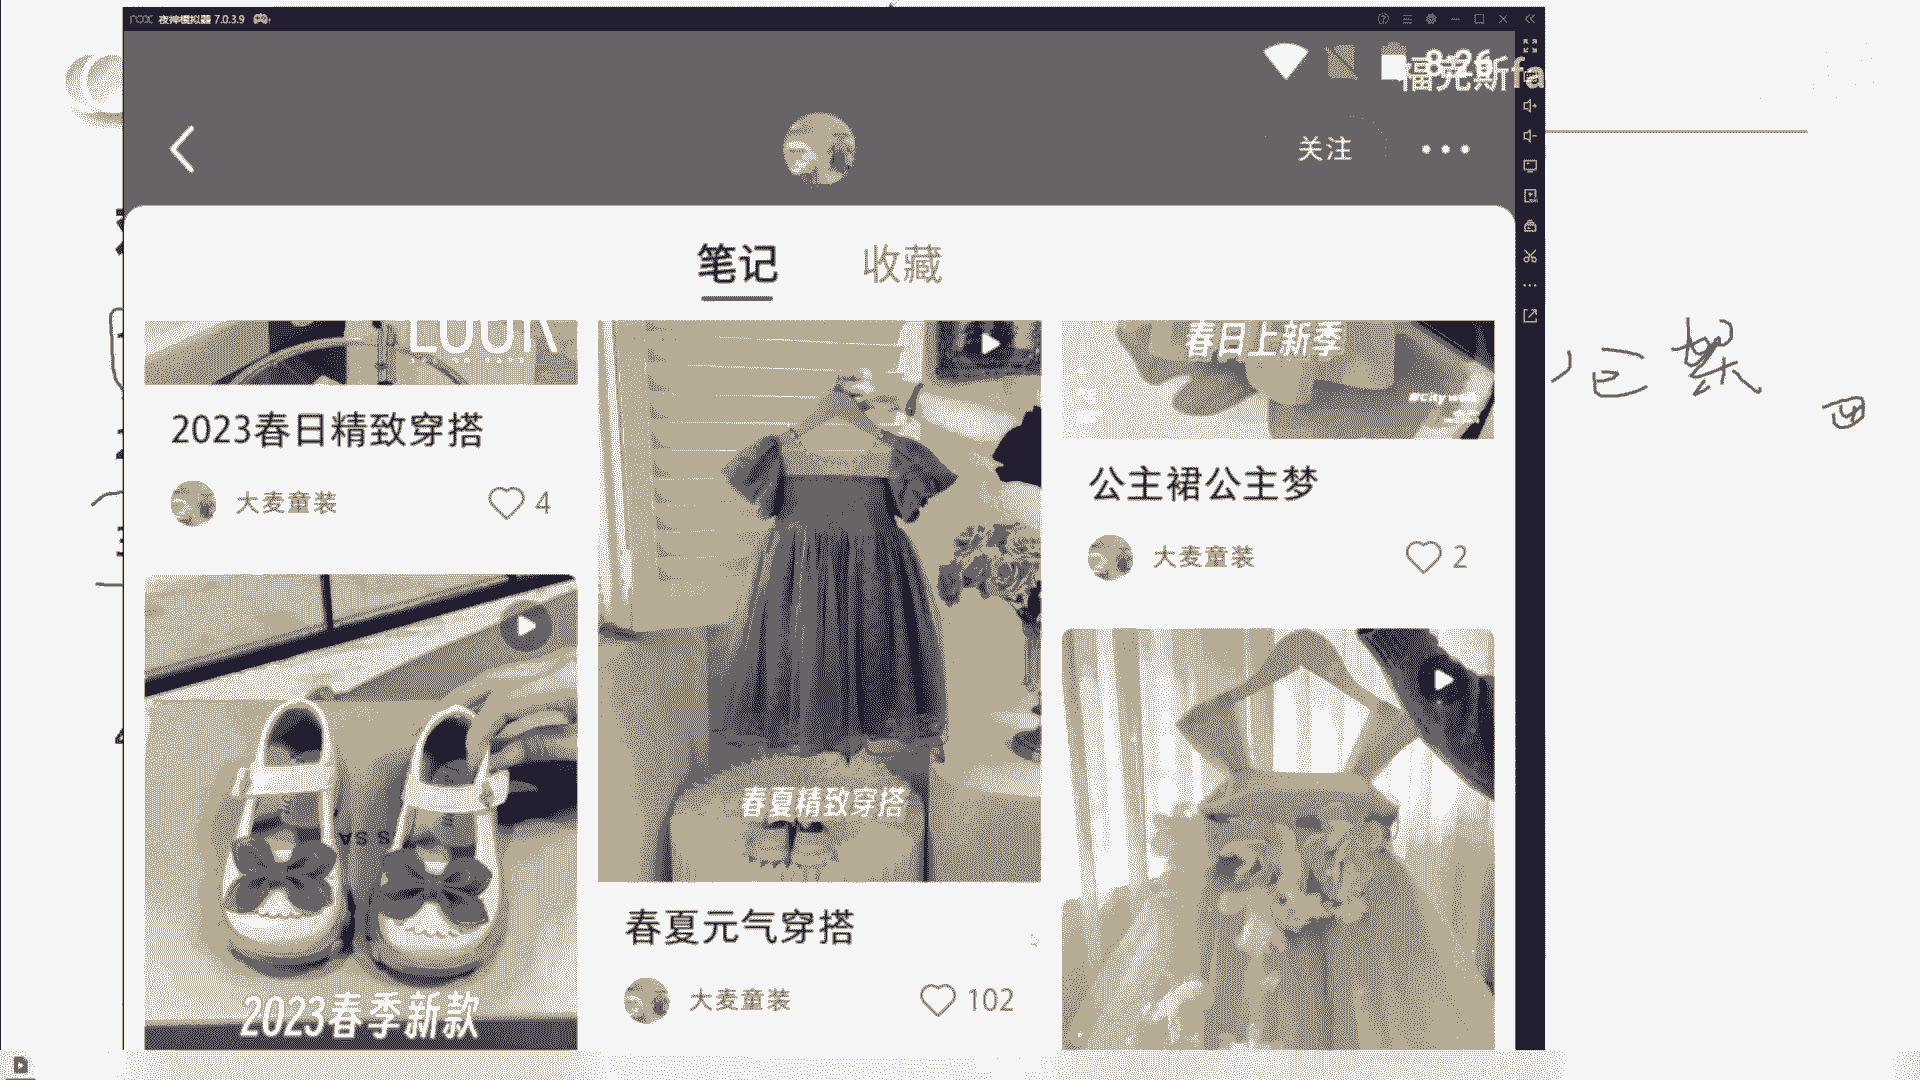 nox 夜神模拟器 7.0.3.9
8:26
福克斯fa
关注
笔记 收藏
LOOK
2023春日精致穿搭
大麦童装 4
2023春季新款
春夏精致穿搭
春夏元气穿搭
大麦童装 102
春日上新季
#City walk
公主裙公主梦
大麦童装 2